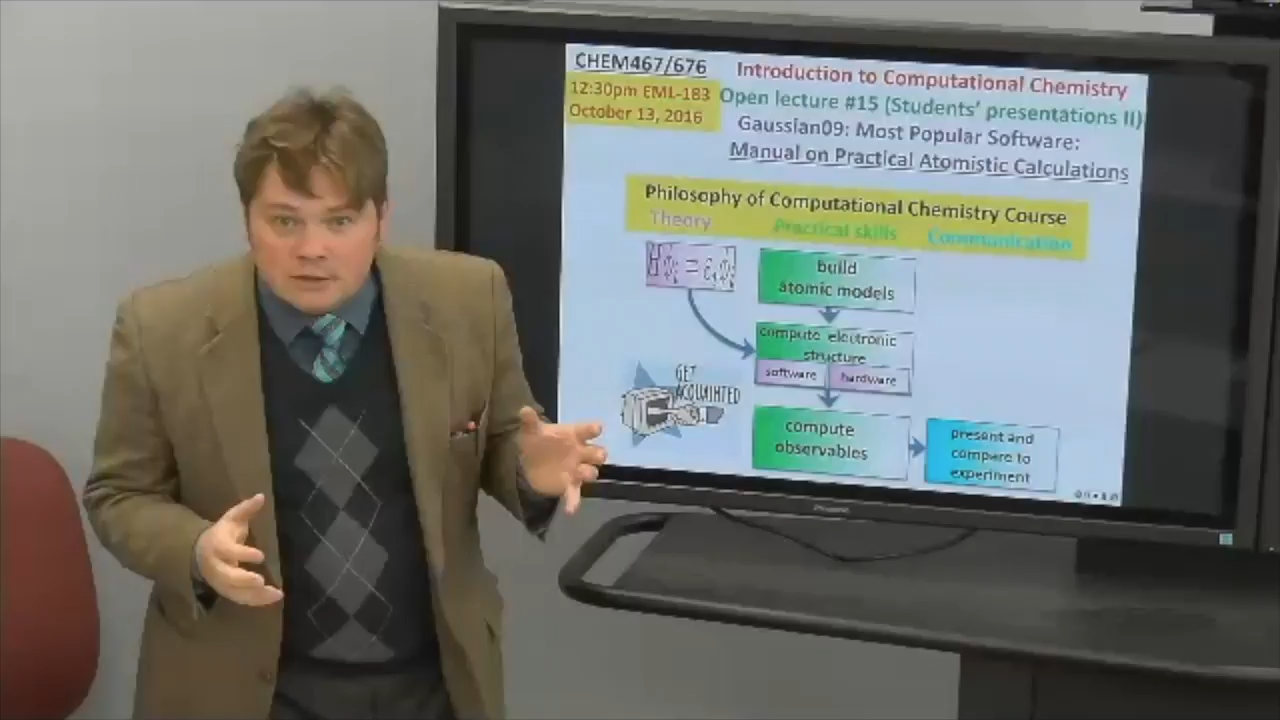 CHEM467/676
12:30pm EML-183
October 13, 2016
Introduction to Computational Chemistry
Open lecture #15 (Students' presentations II)
Gaussian09: Most Popular Software:
Manual on Practical Atomistic Calculations
Philosophy of Computational Chemistry Course
Theory Practical skills Communication
build
atomic models
compute electronic
structure
software hardware
GET
ACQUAINTED
compute
observables
present and
compare to
experiment